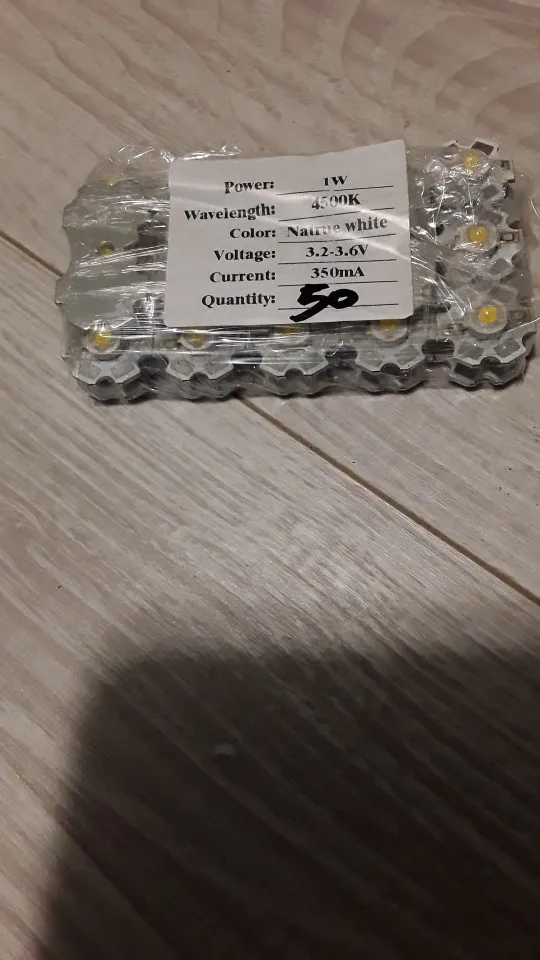 Power: 1W
Wavelength: 4500K
Color: Natrue white
Voltage: 3.2-3.6V
Current: 350mA
Quantity: 50